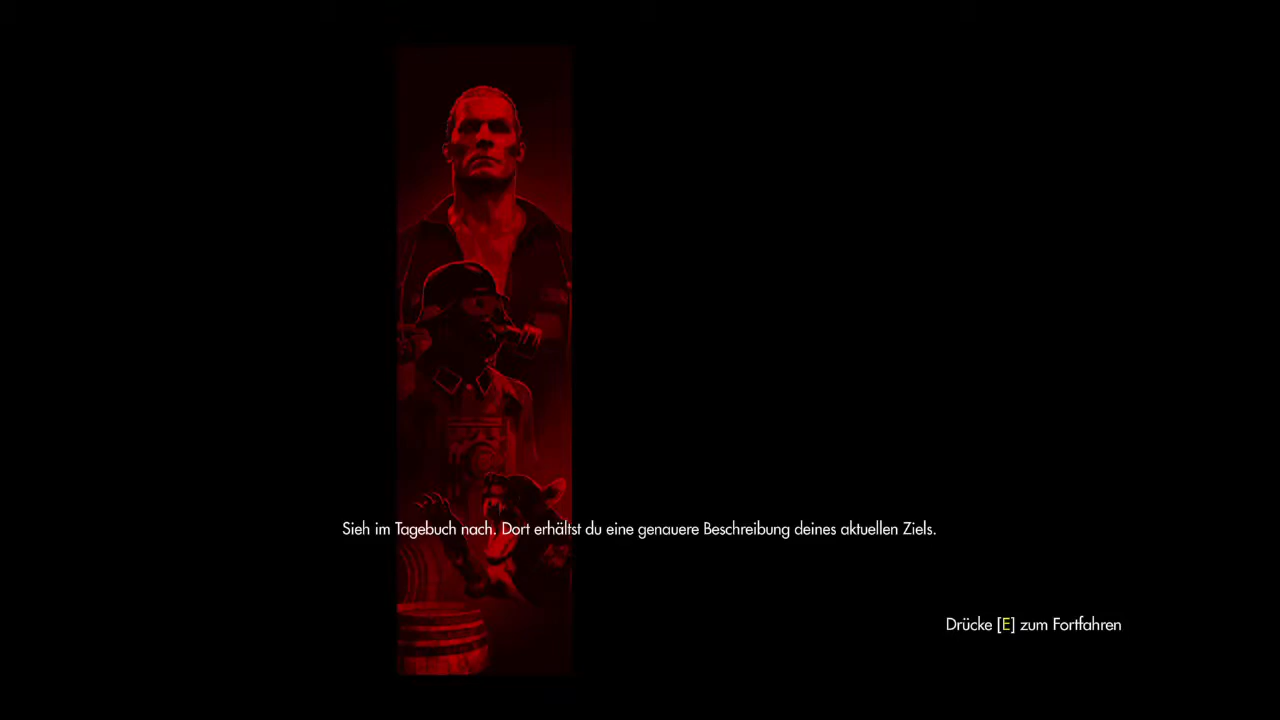 Sieh im Tagebuch nach. Dort erhältst du eine genauere Beschreibung deines aktuellen Ziels.
Drücke [E] zum Fortfahren